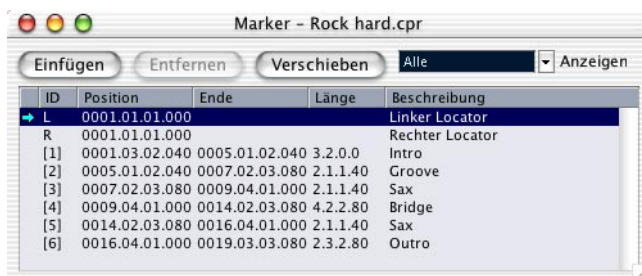 Marker – Rock hard.cpr
Einfügen Entfernen Verschieben Alle Anzeigen
ID Position Ende Länge Beschreibung
L 0001.01.01.000 Linker Locator
R 0001.01.01.000 Rechter Locator
[1] 0001.03.02.040 0005.01.02.040 3.2.0.0 Intro
[2] 0005.01.02.040 0007.02.03.080 2.1.1.40 Groove
[3] 0007.02.03.080 0009.04.01.000 2.1.1.40 Sax
[4] 0009.04.01.000 0014.02.03.080 4.2.2.80 Bridge
[5] 0014.02.03.080 0016.04.01.000 2.1.1.40 Sax
[6] 0016.04.01.000 0019.03.03.080 2.3.2.80 Outro